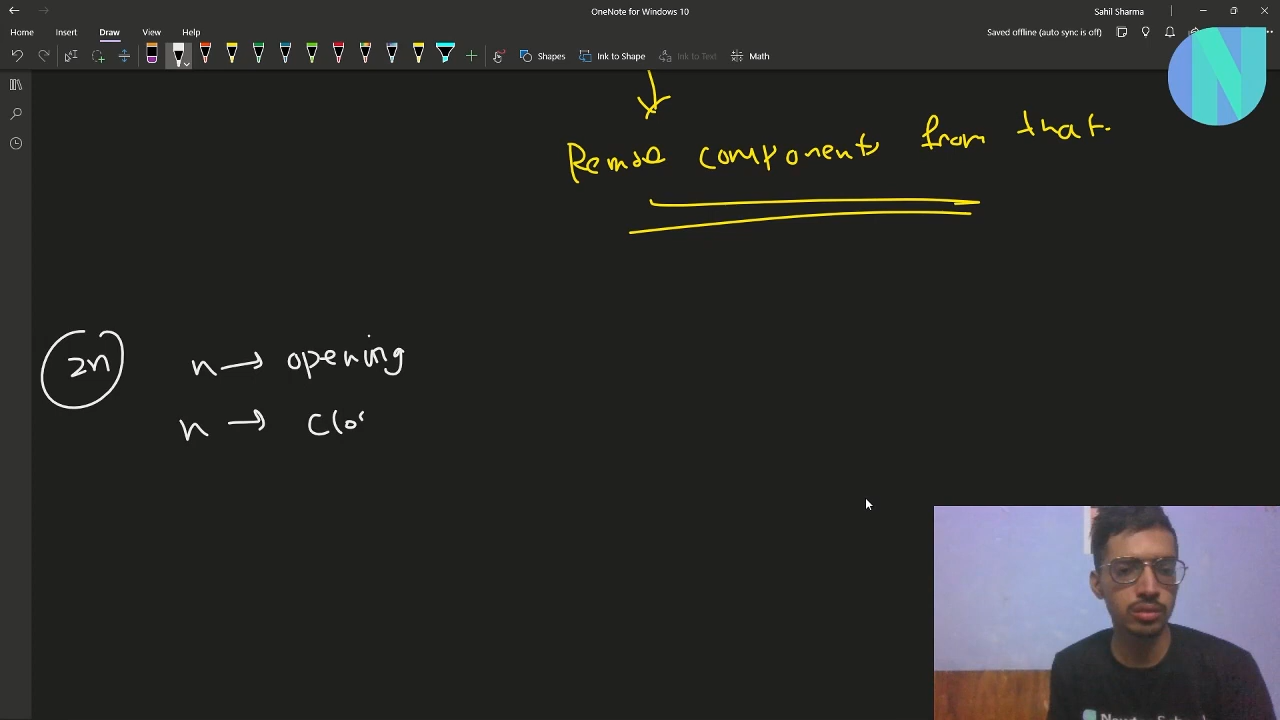 OneNote for Windows 10
Sahil Sharma
Home Insert Draw View Help
Saved offline (auto sync is off)
Shapes Ink to Shape Ink to Text Math
Remove components from that.
2n n → opening
n → clo